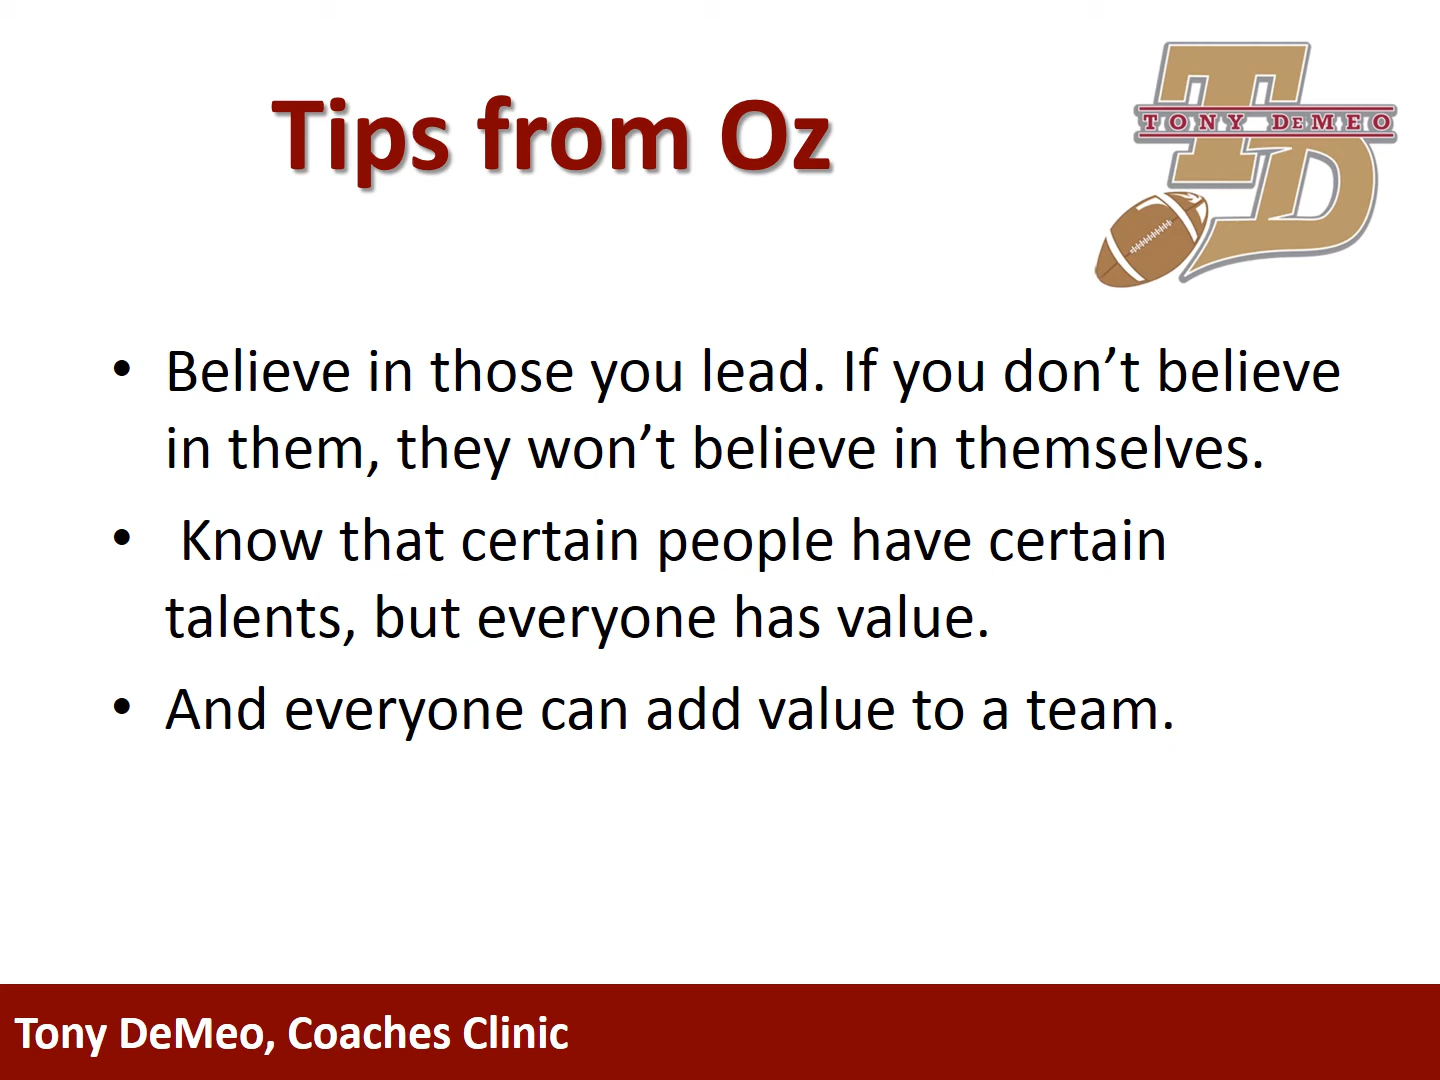 Tips from Oz
TONY DEMEO
• Believe in those you lead. If you don’t believe
in them, they won’t believe in themselves.
• Know that certain people have certain
talents, but everyone has value.
• And everyone can add value to a team.
Tony DeMeo, Coaches Clinic